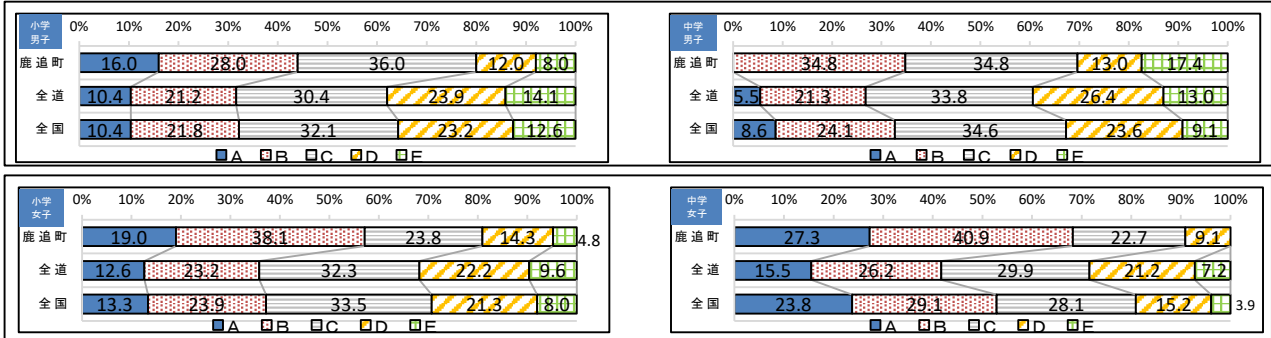 小学
男子
0% 10% 20% 30% 40% 50% 60% 70% 80% 90% 100%
鹿追町 16.0 28.0 36.0 12.0 8.0
全道 10.4 21.2 30.4 23.9 14.1
全国 10.4 21.8 32.1 23.2 12.6
A B C D E
中学
男子
0% 10% 20% 30% 40% 50% 60% 70% 80% 90% 100%
鹿追町 34.8 34.8 13.0 17.4
全道 5.5 21.3 33.8 26.4 13.0
全国 8.6 24.1 34.6 23.6 9.1
A B C D E
小学
女子
0% 10% 20% 30% 40% 50% 60% 70% 80% 90% 100%
鹿追町 19.0 38.1 23.8 14.3 4.8
全道 12.6 23.2 32.3 22.2 9.6
全国 13.3 23.9 33.5 21.3 8.0
A B C D E
中学
女子
0% 10% 20% 30% 40% 50% 60% 70% 80% 90% 100%
鹿追町 27.3 40.9 22.7 9.1
全道 15.5 26.2 29.9 21.2 7.2
全国 23.8 29.1 28.1 15.2 3.9
A B C D E